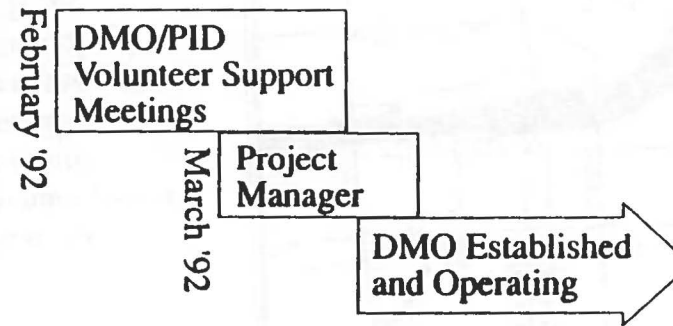 February '92
DMO/PID
Volunteer Support
Meetings
March '92
Project
Manager
DMO Established
and Operating